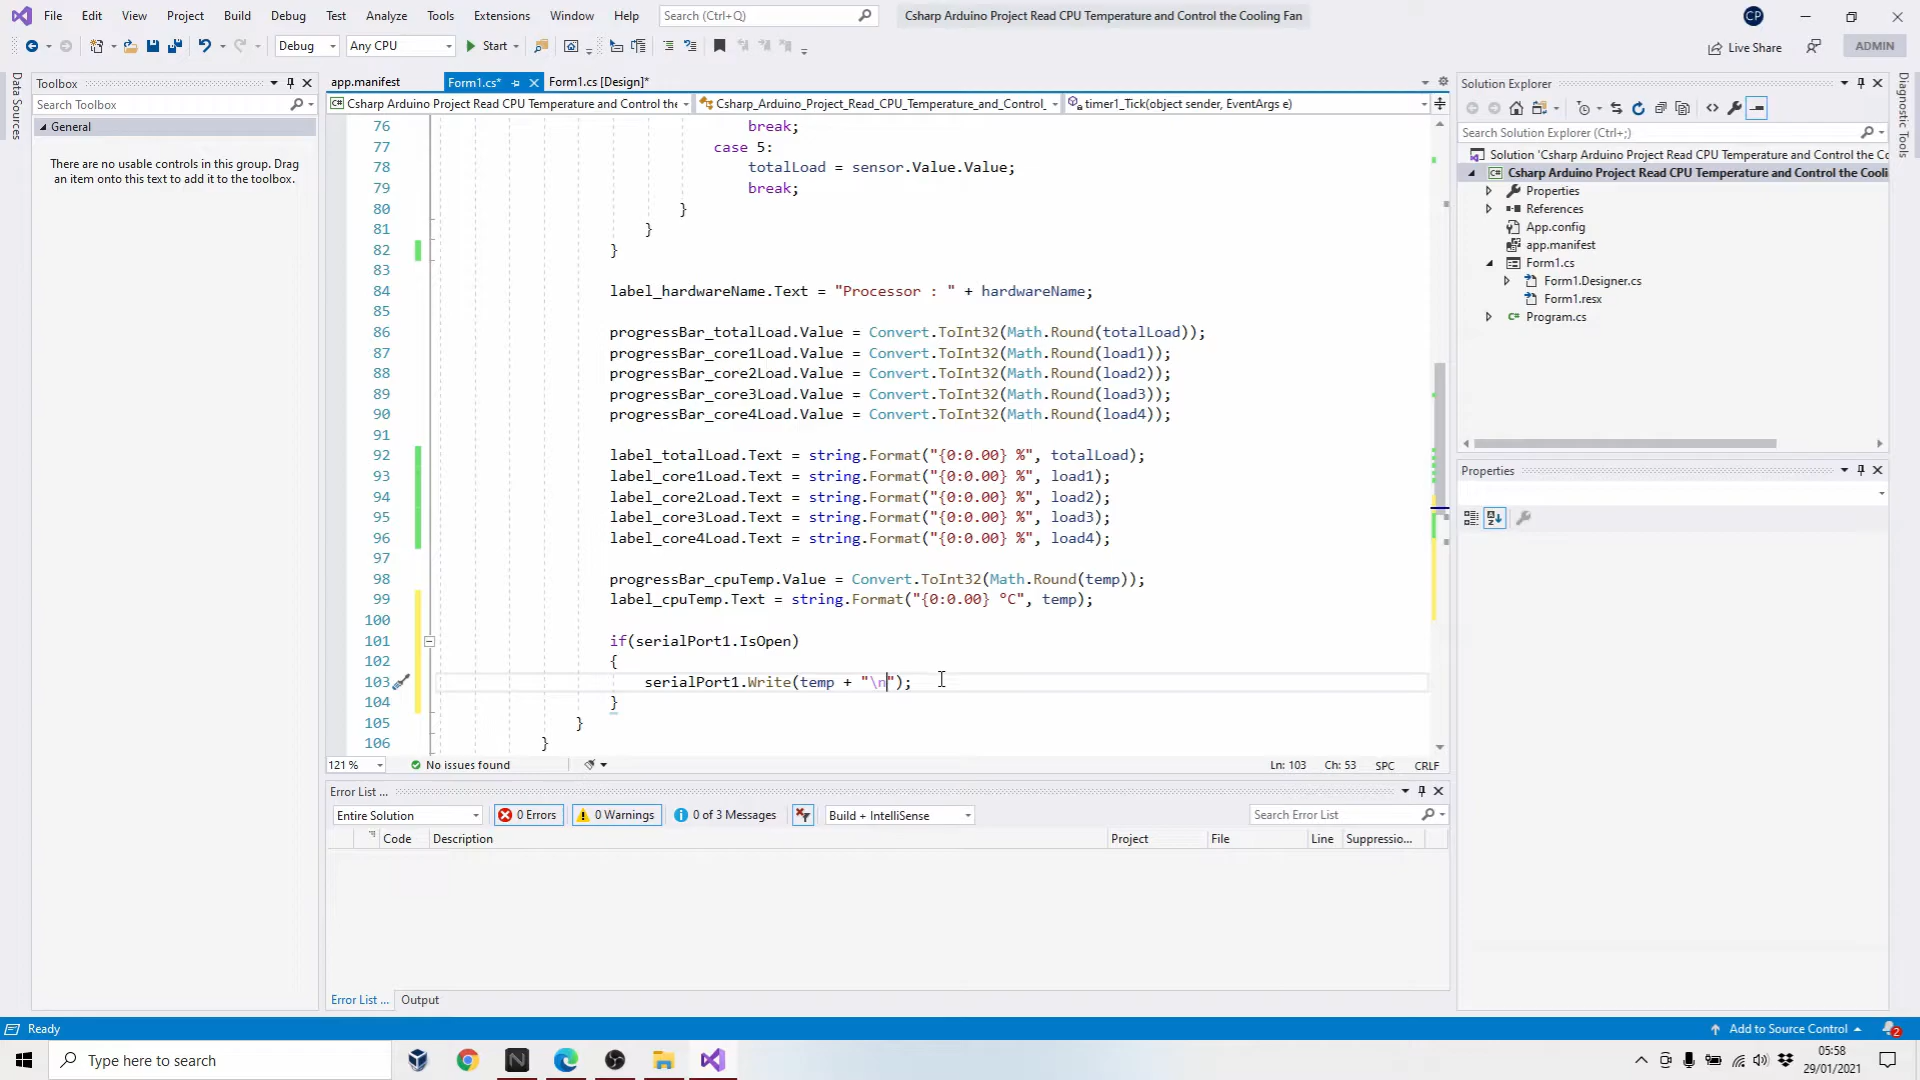 File Edit View Project Build Debug Test Analyze Tools Extensions Window Help Search (Ctrl+Q) Csharp Arduino Project Read CPU Temperature and Control the Cooling Fan CP
Debug Any CPU Start Live Share ADMIN
Data Sources
Toolbox
Search Toolbox
General
There are no usable controls in this group. Drag
an item onto this text to add it to the toolbox.
app.manifest Form1.cs* Form1.cs [Design]*
Csharp Arduino Project Read CPU Temperature and Control the Csharp_Arduino_Project_Read_CPU_Temperature_and_Control_ timer1_Tick(object sender, EventArgs e)
76 break;
77 case 5:
78 totalLoad = sensor.Value.Value;
79 break;
80 }
81 }
82 }
83
84 label_hardwareName.Text = "Processor : " + hardwareName;
85
86 progressBar_totalLoad.Value = Convert.ToInt32(Math.Round(totalLoad));
87 progressBar_core1Load.Value = Convert.ToInt32(Math.Round(load1));
88 progressBar_core2Load.Value = Convert.ToInt32(Math.Round(load2));
89 progressBar_core3Load.Value = Convert.ToInt32(Math.Round(load3));
90 progressBar_core4Load.Value = Convert.ToInt32(Math.Round(load4));
91
92 label_totalLoad.Text = string.Format("{0:0.00} %", totalLoad);
93 label_core1Load.Text = string.Format("{0:0.00} %", load1);
94 label_core2Load.Text = string.Format("{0:0.00} %", load2);
95 label_core3Load.Text = string.Format("{0:0.00} %", load3);
96 label_core4Load.Text = string.Format("{0:0.00} %", load4);
97
98 progressBar_cpuTemp.Value = Convert.ToInt32(Math.Round(temp));
99 label_cpuTemp.Text = string.Format("{0:0.00} °C", temp);
100
101 if(serialPort1.IsOpen)
102 {
103 serialPort1.Write(temp + "\n");
104 }
105 }
106 }
121 % No issues found Ln: 103 Ch: 53 SPC CRLF
Error List ...
Entire Solution 0 Errors 0 Warnings 0 of 3 Messages Build + IntelliSense Search Error List
Code Description Project File Line Suppressio...
Error List ... Output
Solution Explorer
Search Solution Explorer (Ctrl+;)
Solution 'Csharp Arduino Project Read CPU Temperature and Control the Co
Csharp Arduino Project Read CPU Temperature and Control the Cooli
Properties
References
App.config
app.manifest
Form1.cs
Form1.Designer.cs
Form1.resx
Program.cs
Properties
Diagnostic Tools
Ready Add to Source Control 2
Type here to search 05:58
29/01/2021